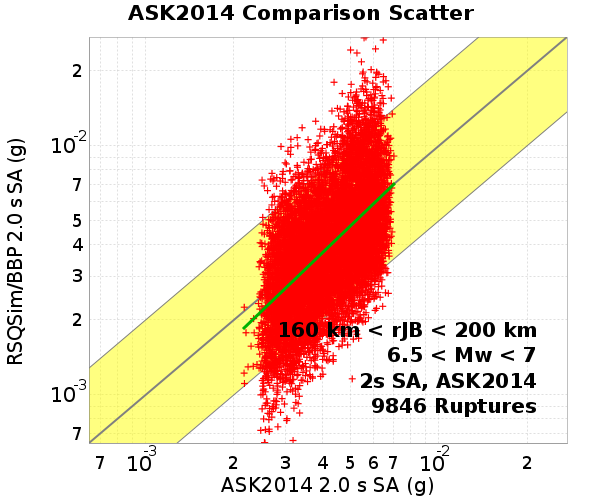 ASK2014 Comparison Scatter
RSQSim/BBP 2.0 s SA (g)
2
10⁻²
7
5
4
3
2
10⁻³
7
160 km < rJB < 200 km
6.5 < Mw < 7
2s SA, ASK2014
9846 Ruptures
7 10⁻³ 2 3 4 5 6 7 10⁻² 2
ASK2014 2.0 s SA (g)